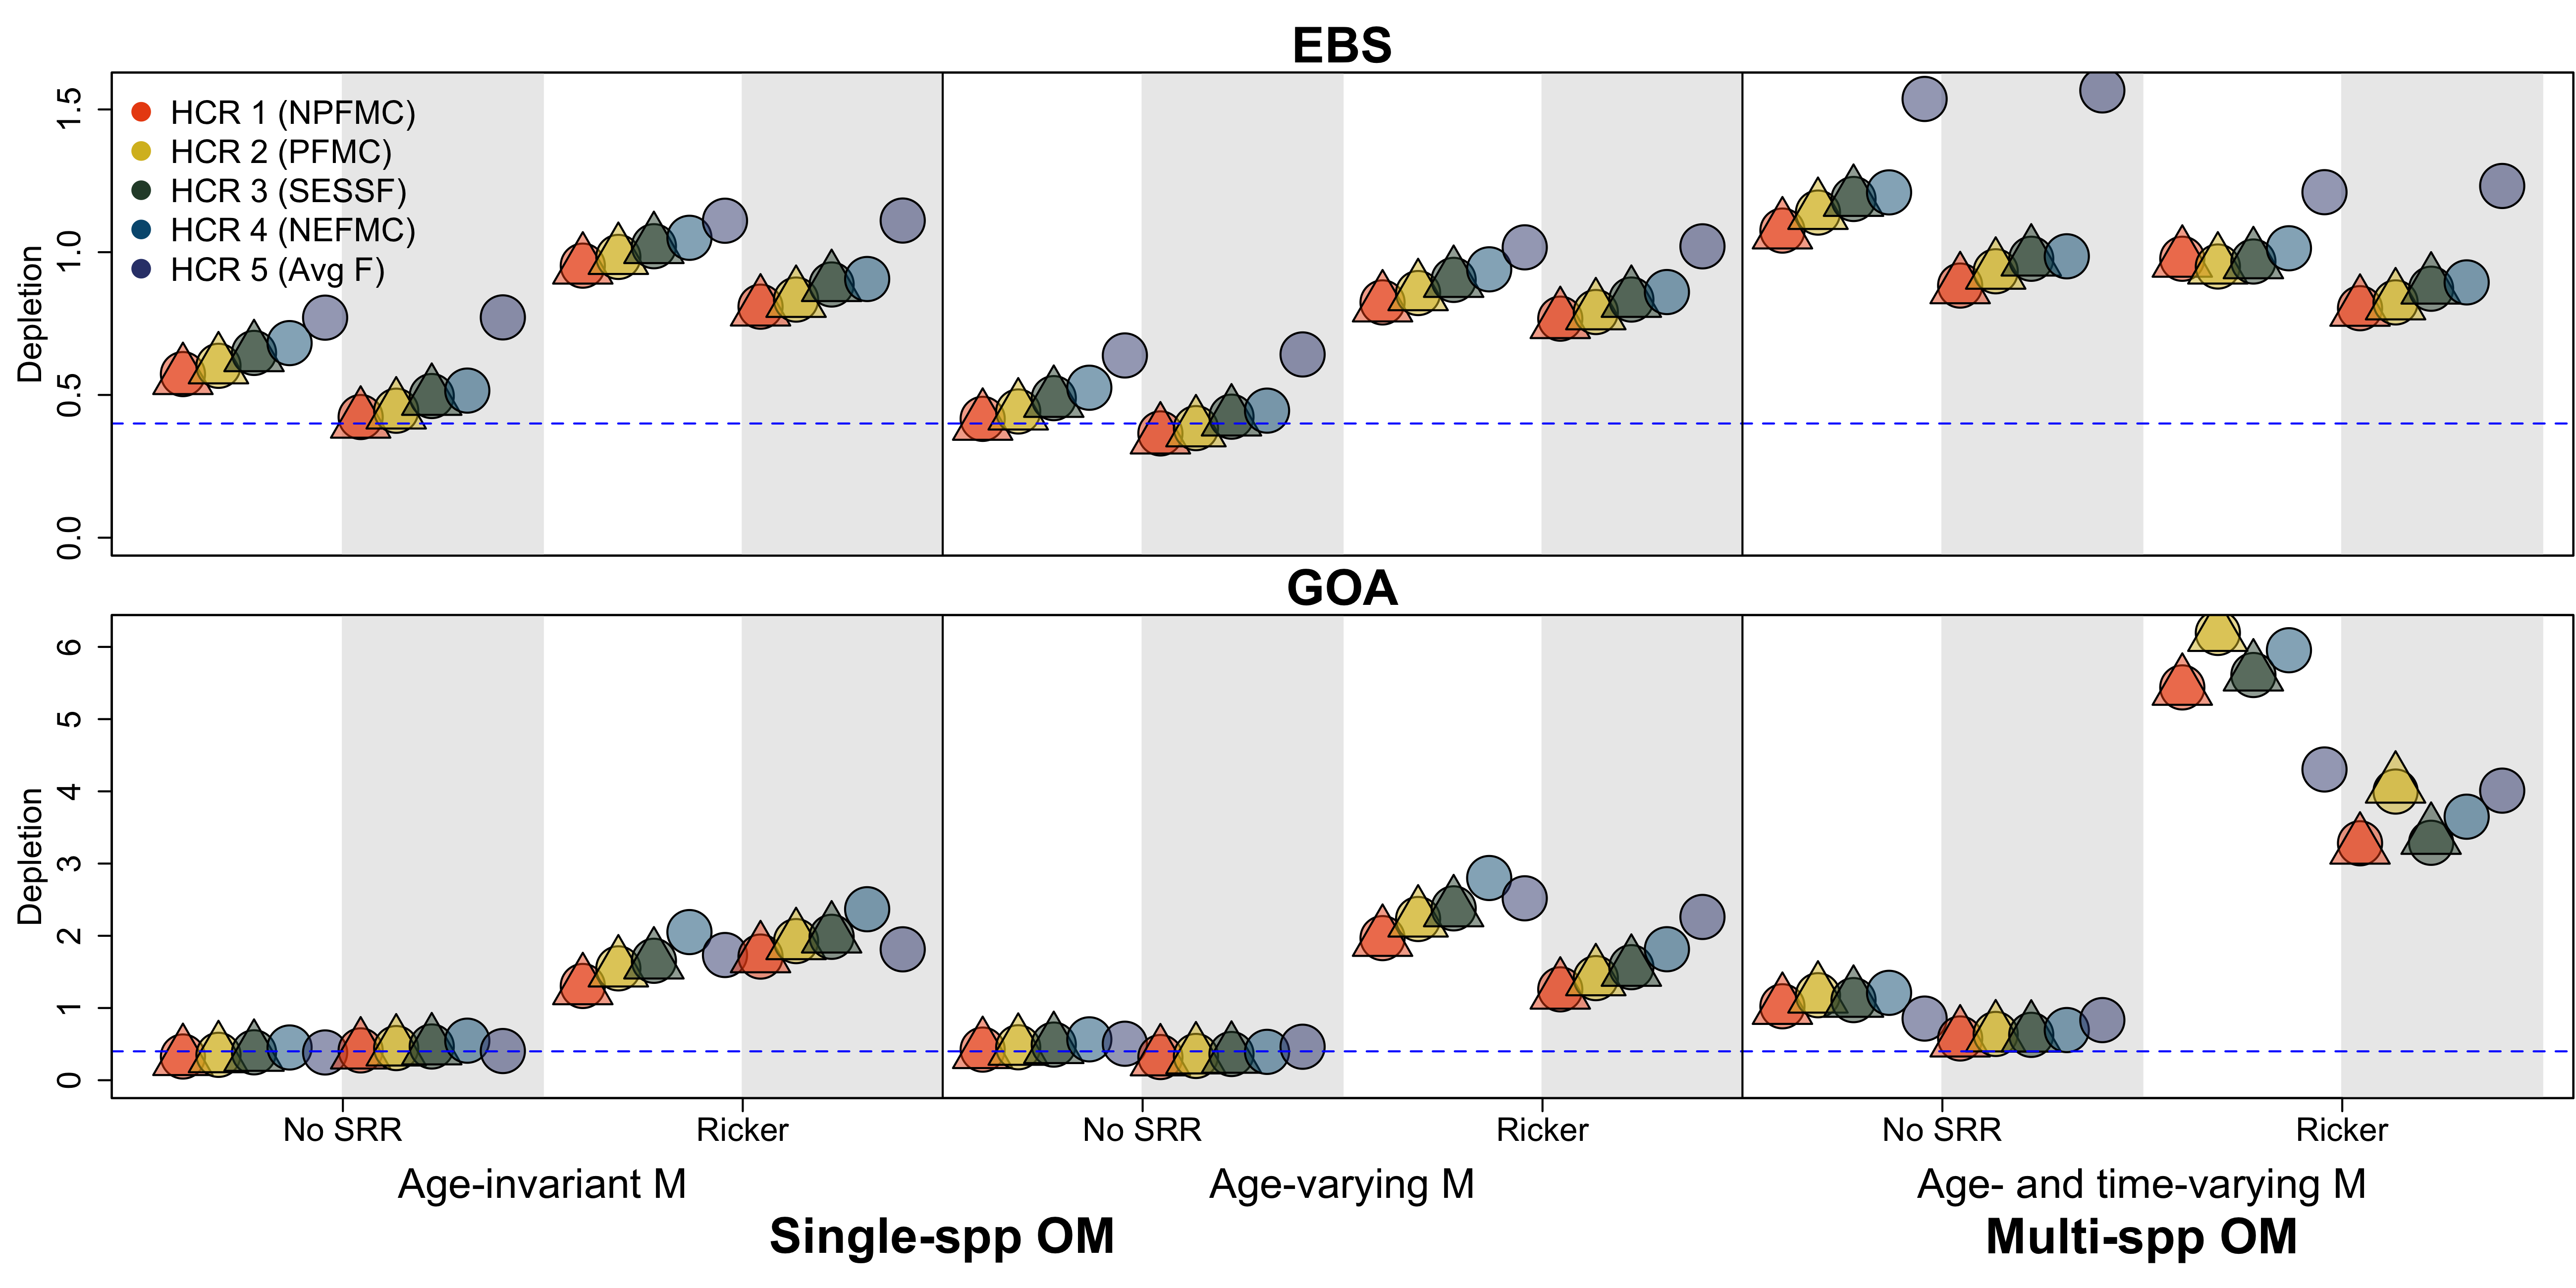 EBS
Depletion
1.5
1.0
0.5
0.0
HCR 1 (NPFMC)
HCR 2 (PFMC)
HCR 3 (SESSF)
HCR 4 (NEFMC)
HCR 5 (Avg F)
GOA
Depletion
6
5
4
3
2
1
0
No SRR Ricker No SRR Ricker No SRR Ricker
Age-invariant M Age-varying M Age- and time-varying M
Single-spp OM Multi-spp OM